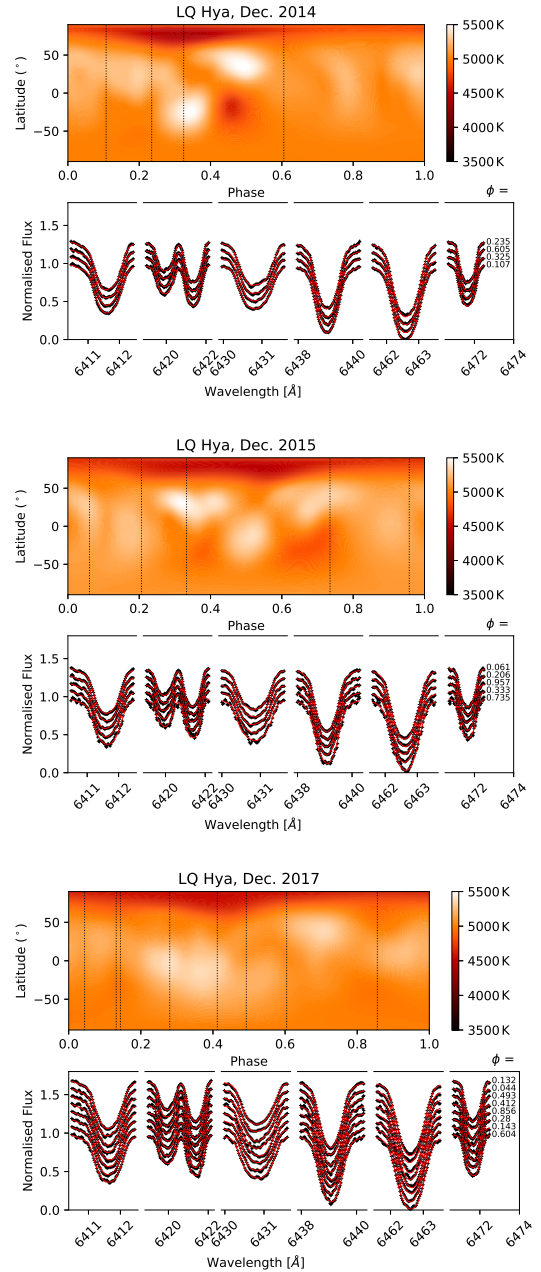 LQ Hya, Dec. 2014
50
0
−50
Latitude (°)
0.0 0.2 0.4 0.6 0.8 1.0
Phase
5500 K
5000 K
4500 K
4000 K
3500 K
ϕ =
1.5
1.0
0.5
0.0
Normalised Flux
0.235
0.605
0.325
0.107
6411 6412 6420 6422 6430 6431 6438 6440 6462 6463 6472 6474
Wavelength [Å]
LQ Hya, Dec. 2015
50
0
−50
Latitude (°)
0.0 0.2 0.4 0.6 0.8 1.0
Phase
5500 K
5000 K
4500 K
4000 K
3500 K
ϕ =
1.5
1.0
0.5
0.0
Normalised Flux
0.061
0.206
0.957
0.333
0.735
6411 6412 6420 6422 6430 6431 6438 6440 6462 6463 6472 6474
Wavelength [Å]
LQ Hya, Dec. 2017
50
0
−50
Latitude (°)
0.0 0.2 0.4 0.6 0.8 1.0
Phase
5500 K
5000 K
4500 K
4000 K
3500 K
ϕ =
1.5
1.0
0.5
0.0
Normalised Flux
0.132
0.044
0.493
0.412
0.856
0.28
0.143
0.604
6411 6412 6420 6422 6430 6431 6438 6440 6462 6463 6472 6474
Wavelength [Å]